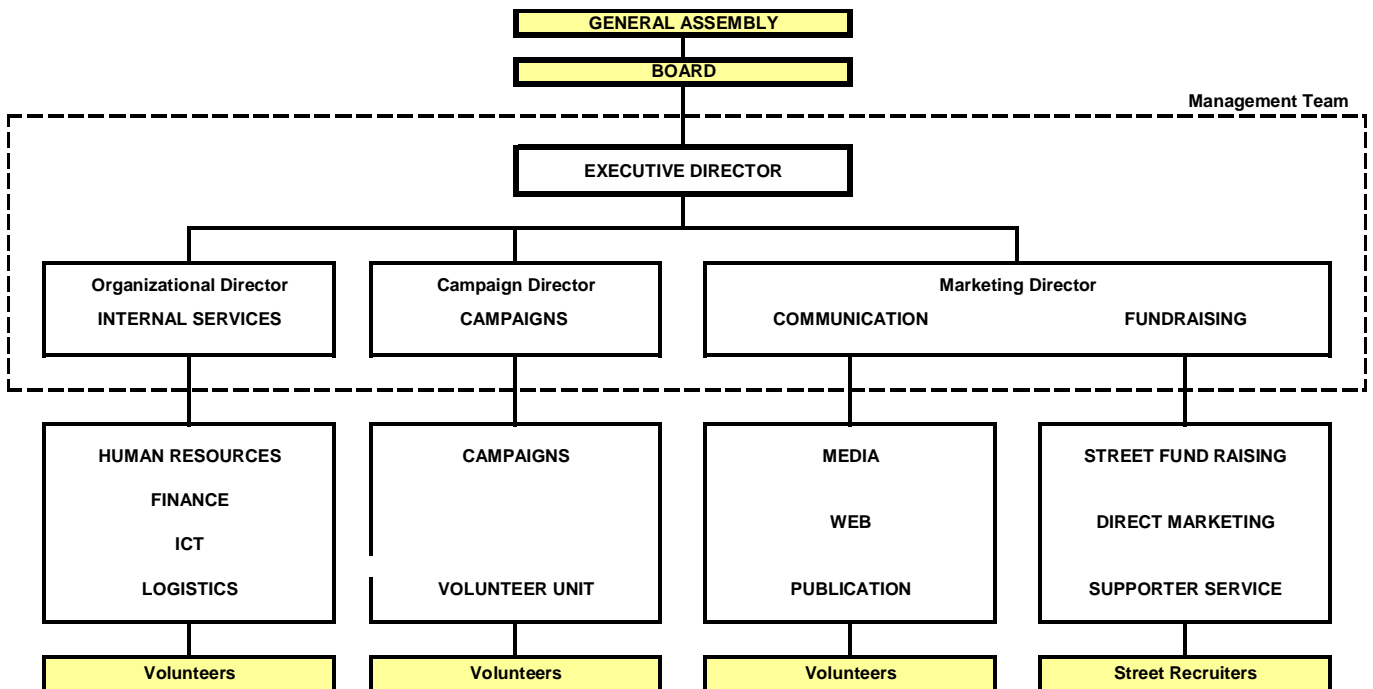 GENERAL ASSEMBLY
BOARD
Management Team
EXECUTIVE DIRECTOR
Organizational Director
INTERNAL SERVICES
Campaign Director
CAMPAIGNS
Marketing Director
COMMUNICATION FUNDRAISING
HUMAN RESOURCES
FINANCE
ICT
LOGISTICS
CAMPAIGNS
VOLUNTEER UNIT
MEDIA
WEB
PUBLICATION
STREET FUND RAISING
DIRECT MARKETING
SUPPORTER SERVICE
Volunteers
Volunteers
Volunteers
Street Recruiters